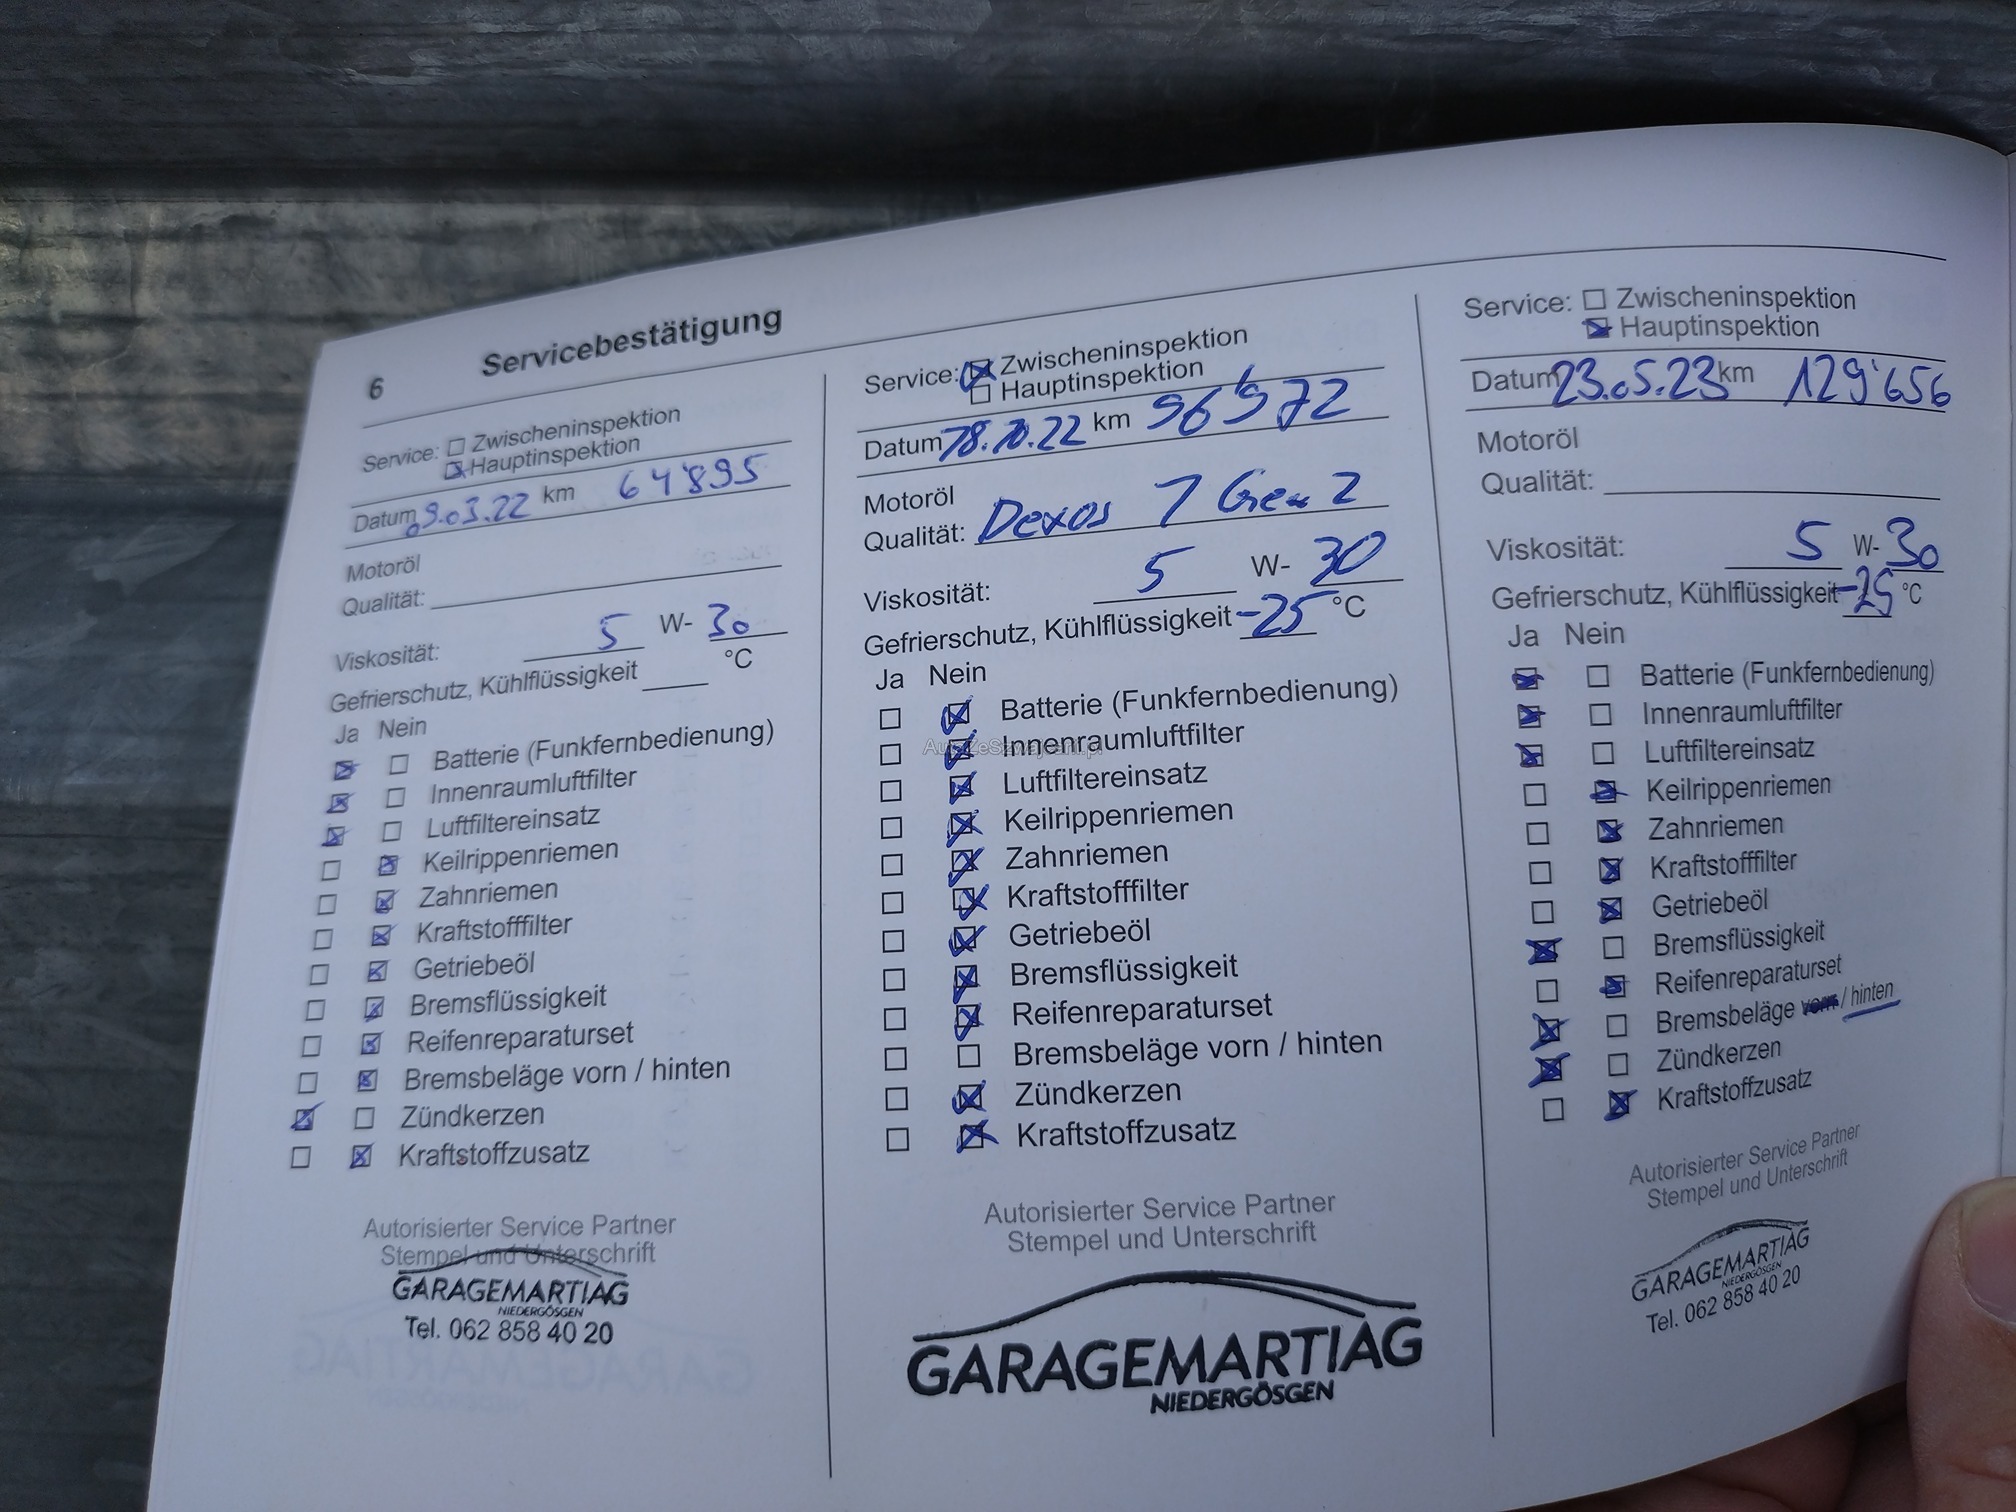 6
Servicebestätigung
Service: Zwischeninspektion
Hauptinspektion
Datum 09.03.22 km 64'895
Motoröl
Qualität:
Viskosität: 5 W- 30
Gefrierschutz, Kühlflüssigkeit °C
Ja Nein
Batterie (Funkfernbedienung)
Innenraumluftfilter
Luftfiltereinsatz
Keilrippenriemen
Zahnriemen
Kraftstofffilter
Getriebeöl
Bremsflüssigkeit
Reifenreparaturset
Bremsbeläge vorn / hinten
Zündkerzen
Kraftstoffzusatz
Autorisierter Service Partner
Stempel und Unterschrift
GARAGEMARTIAG
NIEDERGÖSGEN
Tel. 062 858 40 20
Service: Zwischeninspektion
Hauptinspektion
Datum 18.10.22 km 96'972
Motoröl
Qualität: Dexos 1 Gen 2
Viskosität: 5 W- 30
Gefrierschutz, Kühlflüssigkeit -25 °C
Ja Nein
Batterie (Funkfernbedienung)
Innenraumluftfilter
Luftfiltereinsatz
Keilrippenriemen
Zahnriemen
Kraftstofffilter
Getriebeöl
Bremsflüssigkeit
Reifenreparaturset
Bremsbeläge vorn / hinten
Zündkerzen
Kraftstoffzusatz
Autorisierter Service Partner
Stempel und Unterschrift
GARAGEMARTIAG
NIEDERGÖSGEN
Service: Zwischeninspektion
Hauptinspektion
Datum 23.05.23 km 129'656
Motoröl
Qualität:
Viskosität: 5 W- 30
Gefrierschutz, Kühlflüssigkeit -25 °C
Ja Nein
Batterie (Funkfernbedienung)
Innenraumluftfilter
Luftfiltereinsatz
Keilrippenriemen
Zahnriemen
Kraftstofffilter
Getriebeöl
Bremsflüssigkeit
Reifenreparaturset
Bremsbeläge vorn / hinten
Zündkerzen
Kraftstoffzusatz
Autorisierter Service Partner
Stempel und Unterschrift
GARAGEMARTIAG
NIEDERGÖSGEN
Tel. 062 858 40 20